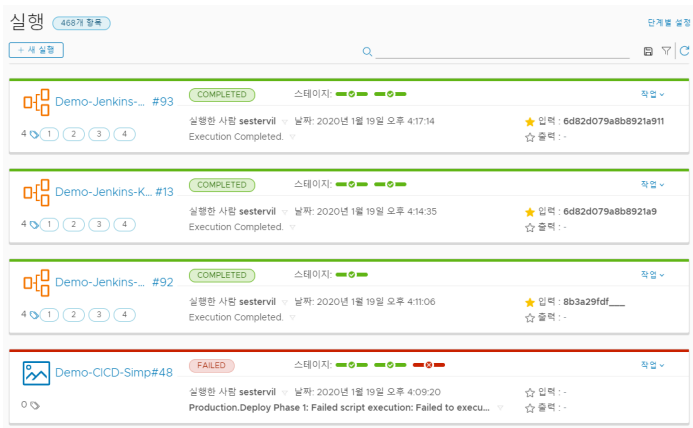 실행 468개 항목 단계별 설정
+ 새 실행
Demo-Jenkins-... #93 COMPLETED 스테이지: 작업
실행한 사람 sestervil 날짜: 2020년 1월 19일 오후 4:17:14 입력 : 6d82d079a8b8921a911
4 1 2 3 4 Execution Completed. 출력 : -
Demo-Jenkins-K... #13 COMPLETED 스테이지: 작업
실행한 사람 sestervil 날짜: 2020년 1월 19일 오후 4:14:35 입력 : 6d82d079a8b8921a9
4 1 2 3 4 Execution Completed. 출력 : -
Demo-Jenkins-... #92 COMPLETED 스테이지: 작업
실행한 사람 sestervil 날짜: 2020년 1월 19일 오후 4:11:06 입력 : 8b3a29fdf___
4 1 2 3 4 Execution Completed. 출력 : -
Demo-CICD-Simp#48 FAILED 스테이지: 작업
실행한 사람 sestervil 날짜: 2020년 1월 19일 오후 4:09:20 입력 : -
0 Production.Deploy Phase 1: Failed script execution: Failed to execu... 출력 : -